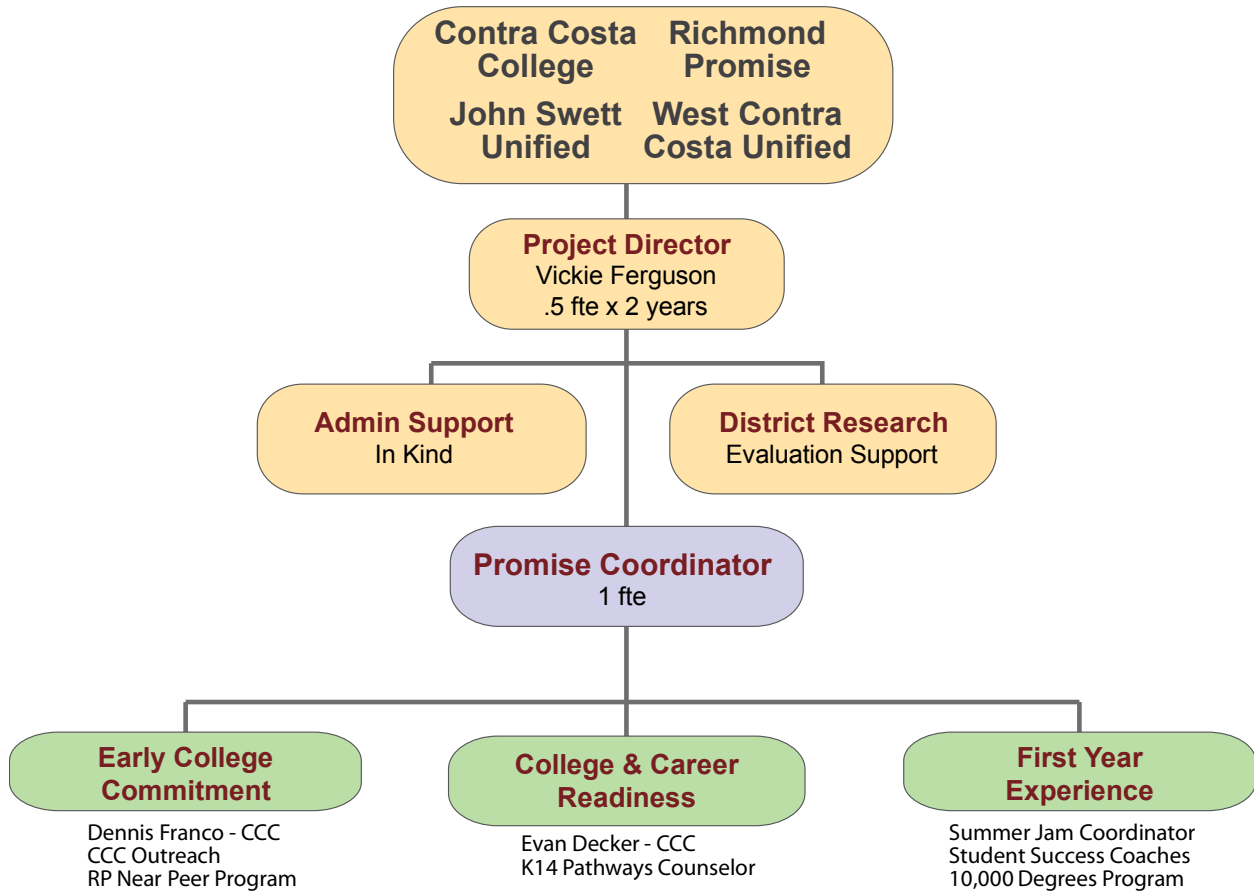 Contra Costa
College
Richmond
Promise
John Swett
Unified
West Contra
Costa Unified
Project Director
Vickie Ferguson
.5 fte x 2 years
Admin Support
In Kind
District Research
Evaluation Support
Promise Coordinator
1 fte
Early College
Commitment
Dennis Franco - CCC
CCC Outreach
RP Near Peer Program
College & Career
Readiness
Evan Decker - CCC
K14 Pathways Counselor
First Year
Experience
Summer Jam Coordinator
Student Success Coaches
10,000 Degrees Program